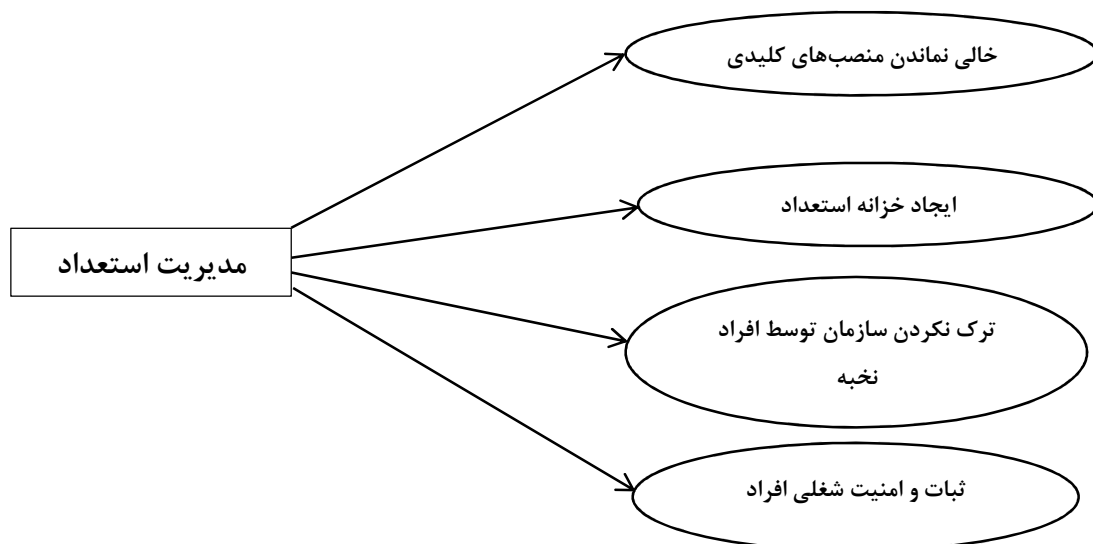 خالی نماندن منصب‌های کلیدی
ایجاد خزانه استعداد
مدیریت استعداد
ترک نکردن سازمان توسط افراد
نخبه
ثبات و امنیت شغلی افراد